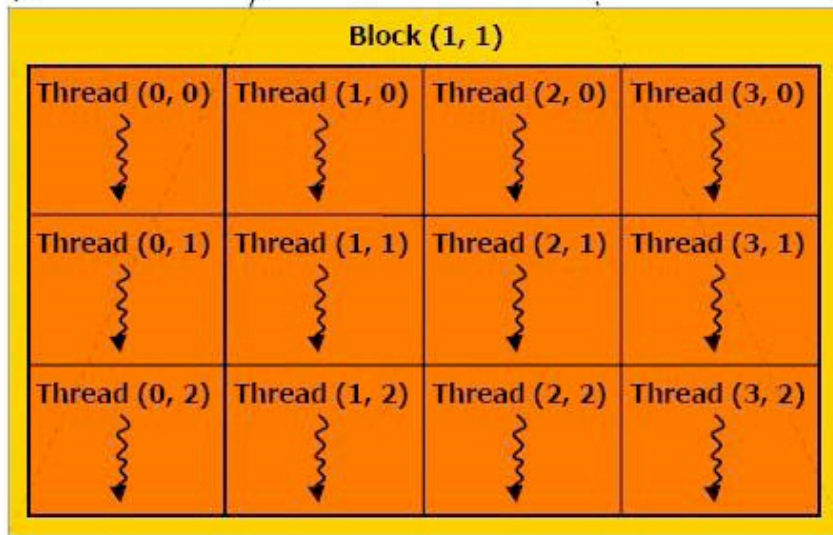 Block (1, 1)
Thread (0, 0) Thread (1, 0) Thread (2, 0) Thread (3, 0)
Thread (0, 1) Thread (1, 1) Thread (2, 1) Thread (3, 1)
Thread (0, 2) Thread (1, 2) Thread (2, 2) Thread (3, 2)